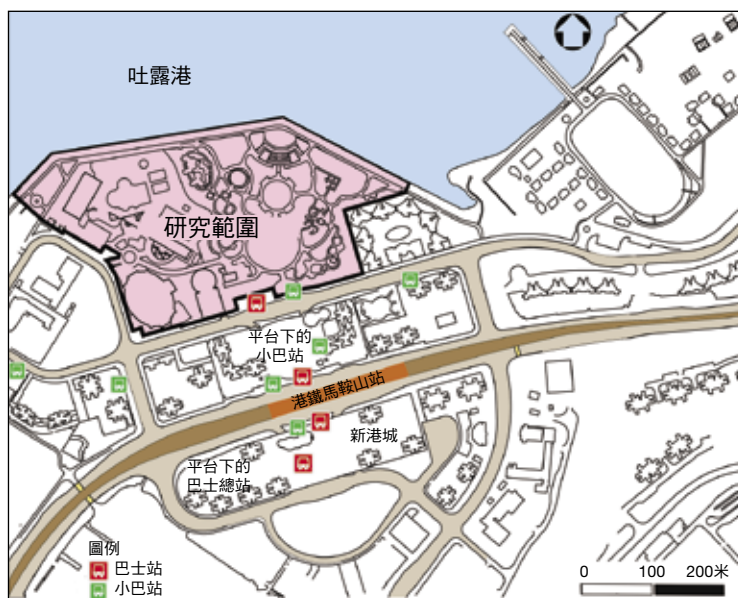 吐露港
研究範圍
平台下的
小巴站
港鐵馬鞍山站
新港城
平台下的
巴士總站
圖例
巴士站
小巴站
0 100 200米